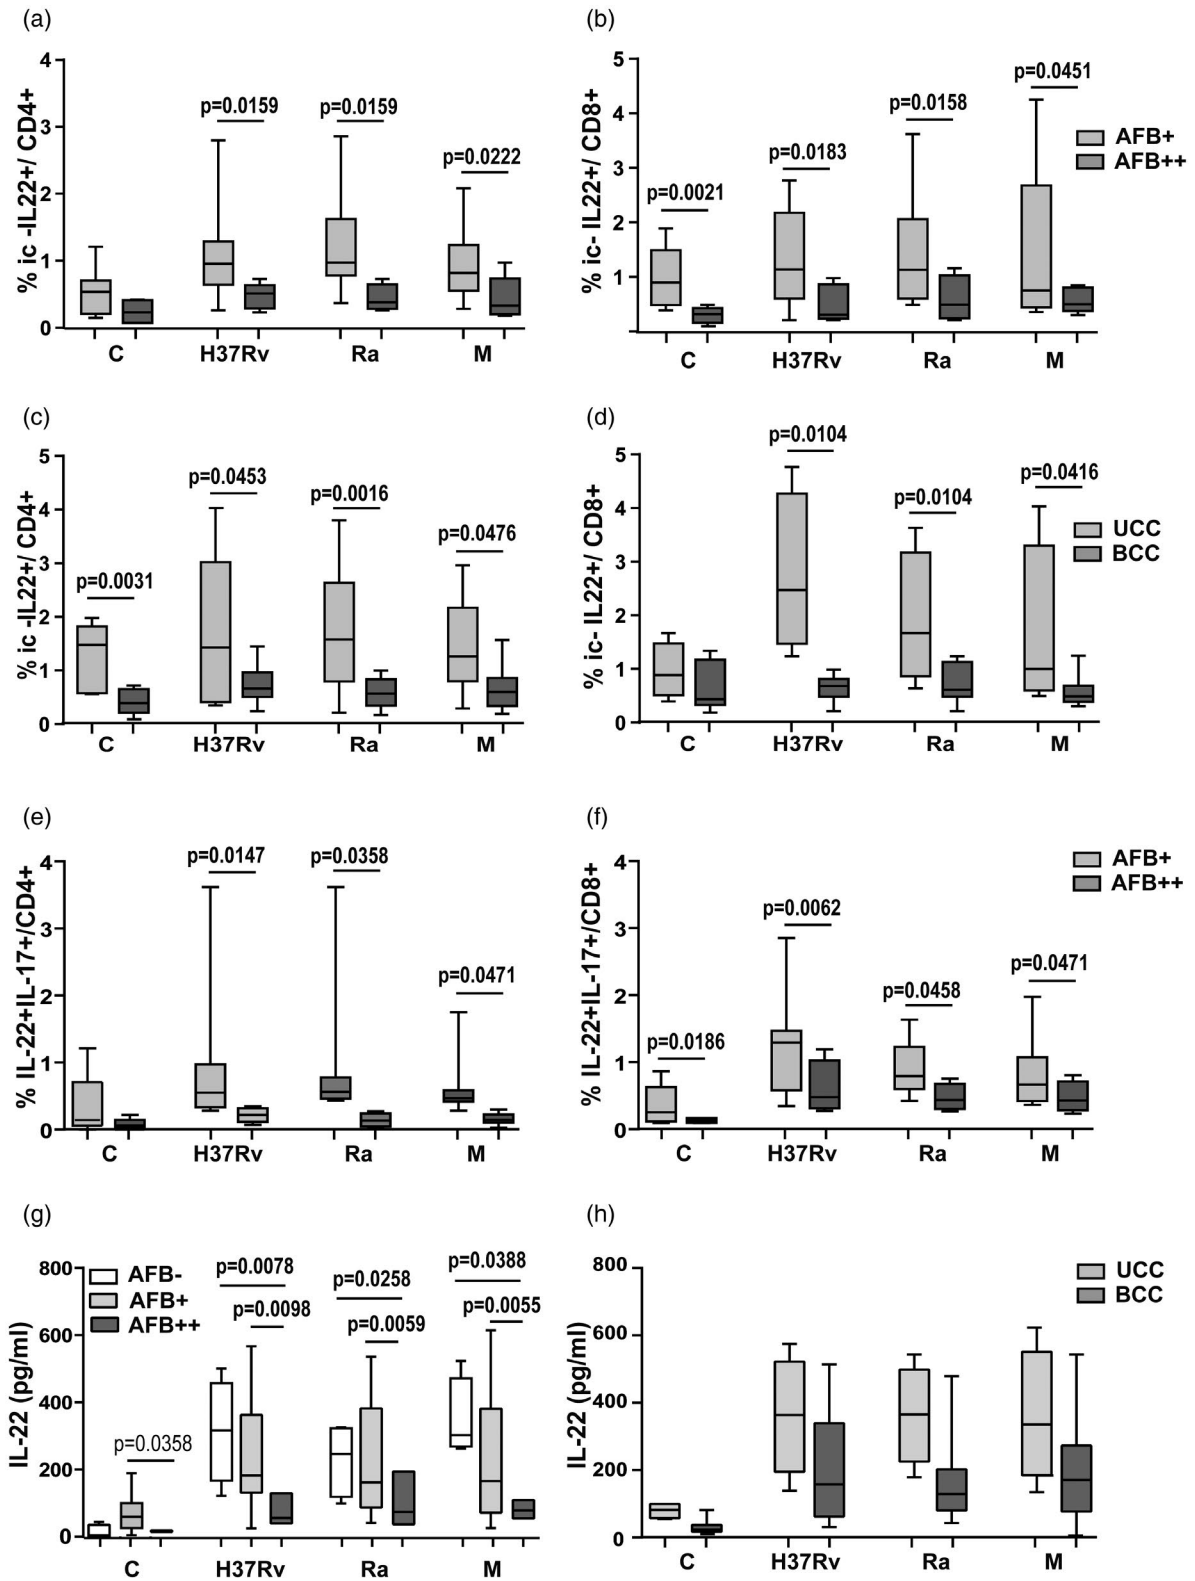 (a)
4
3
2
1
0
% ic -IL22+/ CD4+
p=0.0159
p=0.0159
p=0.0222
C H37Rv Ra M
(b)
5
4
3
2
1
% ic- IL22+/ CD8+
p=0.0021
p=0.0183
p=0.0158
p=0.0451
AFB+
AFB++
C H37Rv Ra M
(c)
5
4
3
2
1
0
% ic -IL22+/ CD4+
p=0.0031
p=0.0453
p=0.0016
p=0.0476
C H37Rv Ra M
(d)
5
4
3
2
1
0
% ic- IL22+/ CD8+
p=0.0104
p=0.0104
p=0.0416
UCC
BCC
C H37Rv Ra M
(e)
4
3
2
1
0
% IL-22+IL-17+/CD4+
p=0.0147
p=0.0358
p=0.0471
C H37Rv Ra M
(f)
4
3
2
1
0
% IL-22+IL-17+/CD8+
p=0.0186
p=0.0062
p=0.0458
p=0.0471
AFB+
AFB++
C H37Rv Ra M
(g)
800
600
400
200
0
IL-22 (pg/ml)
AFB-
AFB+
AFB++
p=0.0358
p=0.0078
p=0.0098
p=0.0258
p=0.0059
p=0.0388
p=0.0055
C H37Rv Ra M
(h)
800
600
400
200
0
IL-22 (pg/ml)
UCC
BCC
C H37Rv Ra M